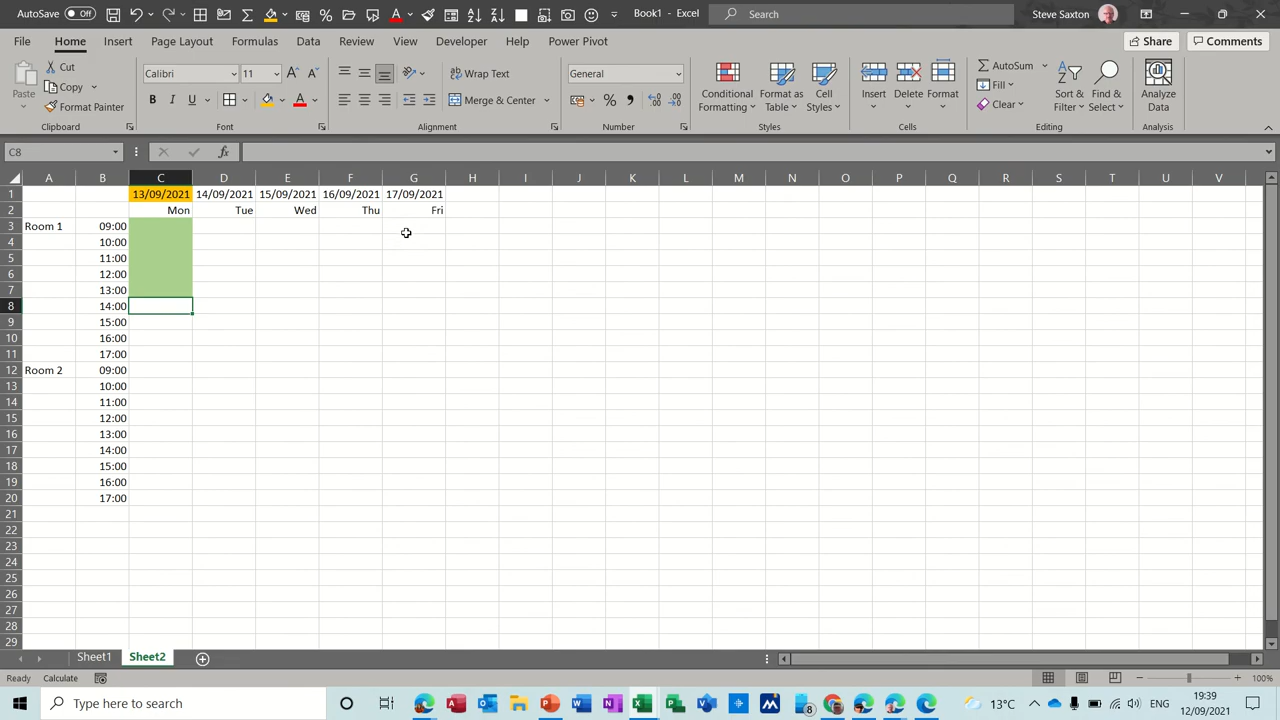 AutoSave Off Book1 - Excel Search Steve Saxton
File Home Insert Page Layout Formulas Data Review View Developer Help Power Pivot Share Comments
Paste Cut Copy Format Painter Clipboard
Calibri 11 B I U A Font
Wrap Text Merge & Center Alignment
General % Number
Conditional Formatting Format as Table Cell Styles Styles
Insert Delete Format Cells
AutoSum Fill Clear Sort & Filter Find & Select Editing
Analyze Data Analysis
C8 fx
A B C D E F G H I J K L M N O P Q R S T U V
1 13/09/2021 14/09/2021 15/09/2021 16/09/2021 17/09/2021
2 Mon Tue Wed Thu Fri
3 Room 1 09:00
4 10:00
5 11:00
6 12:00
7 13:00
8 14:00
9 15:00
10 16:00
11 17:00
12 Room 2 09:00
13 10:00
14 11:00
15 12:00
16 13:00
17 14:00
18 15:00
19 16:00
20 17:00
21
22
23
24
25
26
27
28
29
Sheet1 Sheet2
Ready Calculate 100%
Type here to search 8 13°C ENG 19:39
12/09/2021